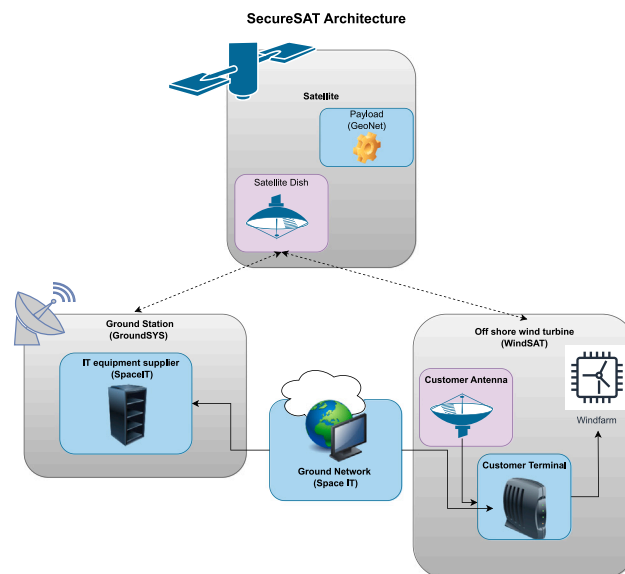 SecureSAT Architecture
Satellite
Payload
(GeoNet)
Satellite Dish
Ground Station
(GroundSYS)
IT equipment supplier
(SpaceIT)
Ground Network
(Space IT)
Off shore wind turbine
(WindSAT)
Customer Antenna
Windfarm
Customer Terminal